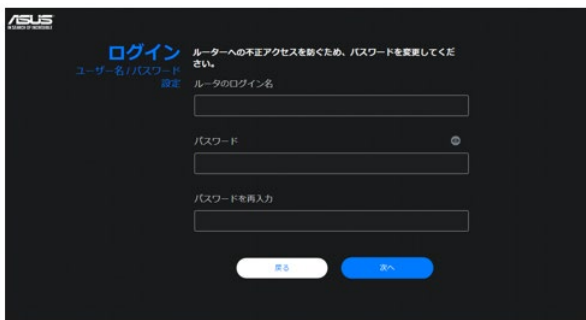 ASUS
IN SEARCH OF INCREDIBLE
ログイン
ユーザー名 / パスワード
設定
ルーターへの不正アクセスを防ぐため、パスワードを変更してくだ
さい。
ルータのログイン名
パスワード
パスワードを再入力
戻る
次へ